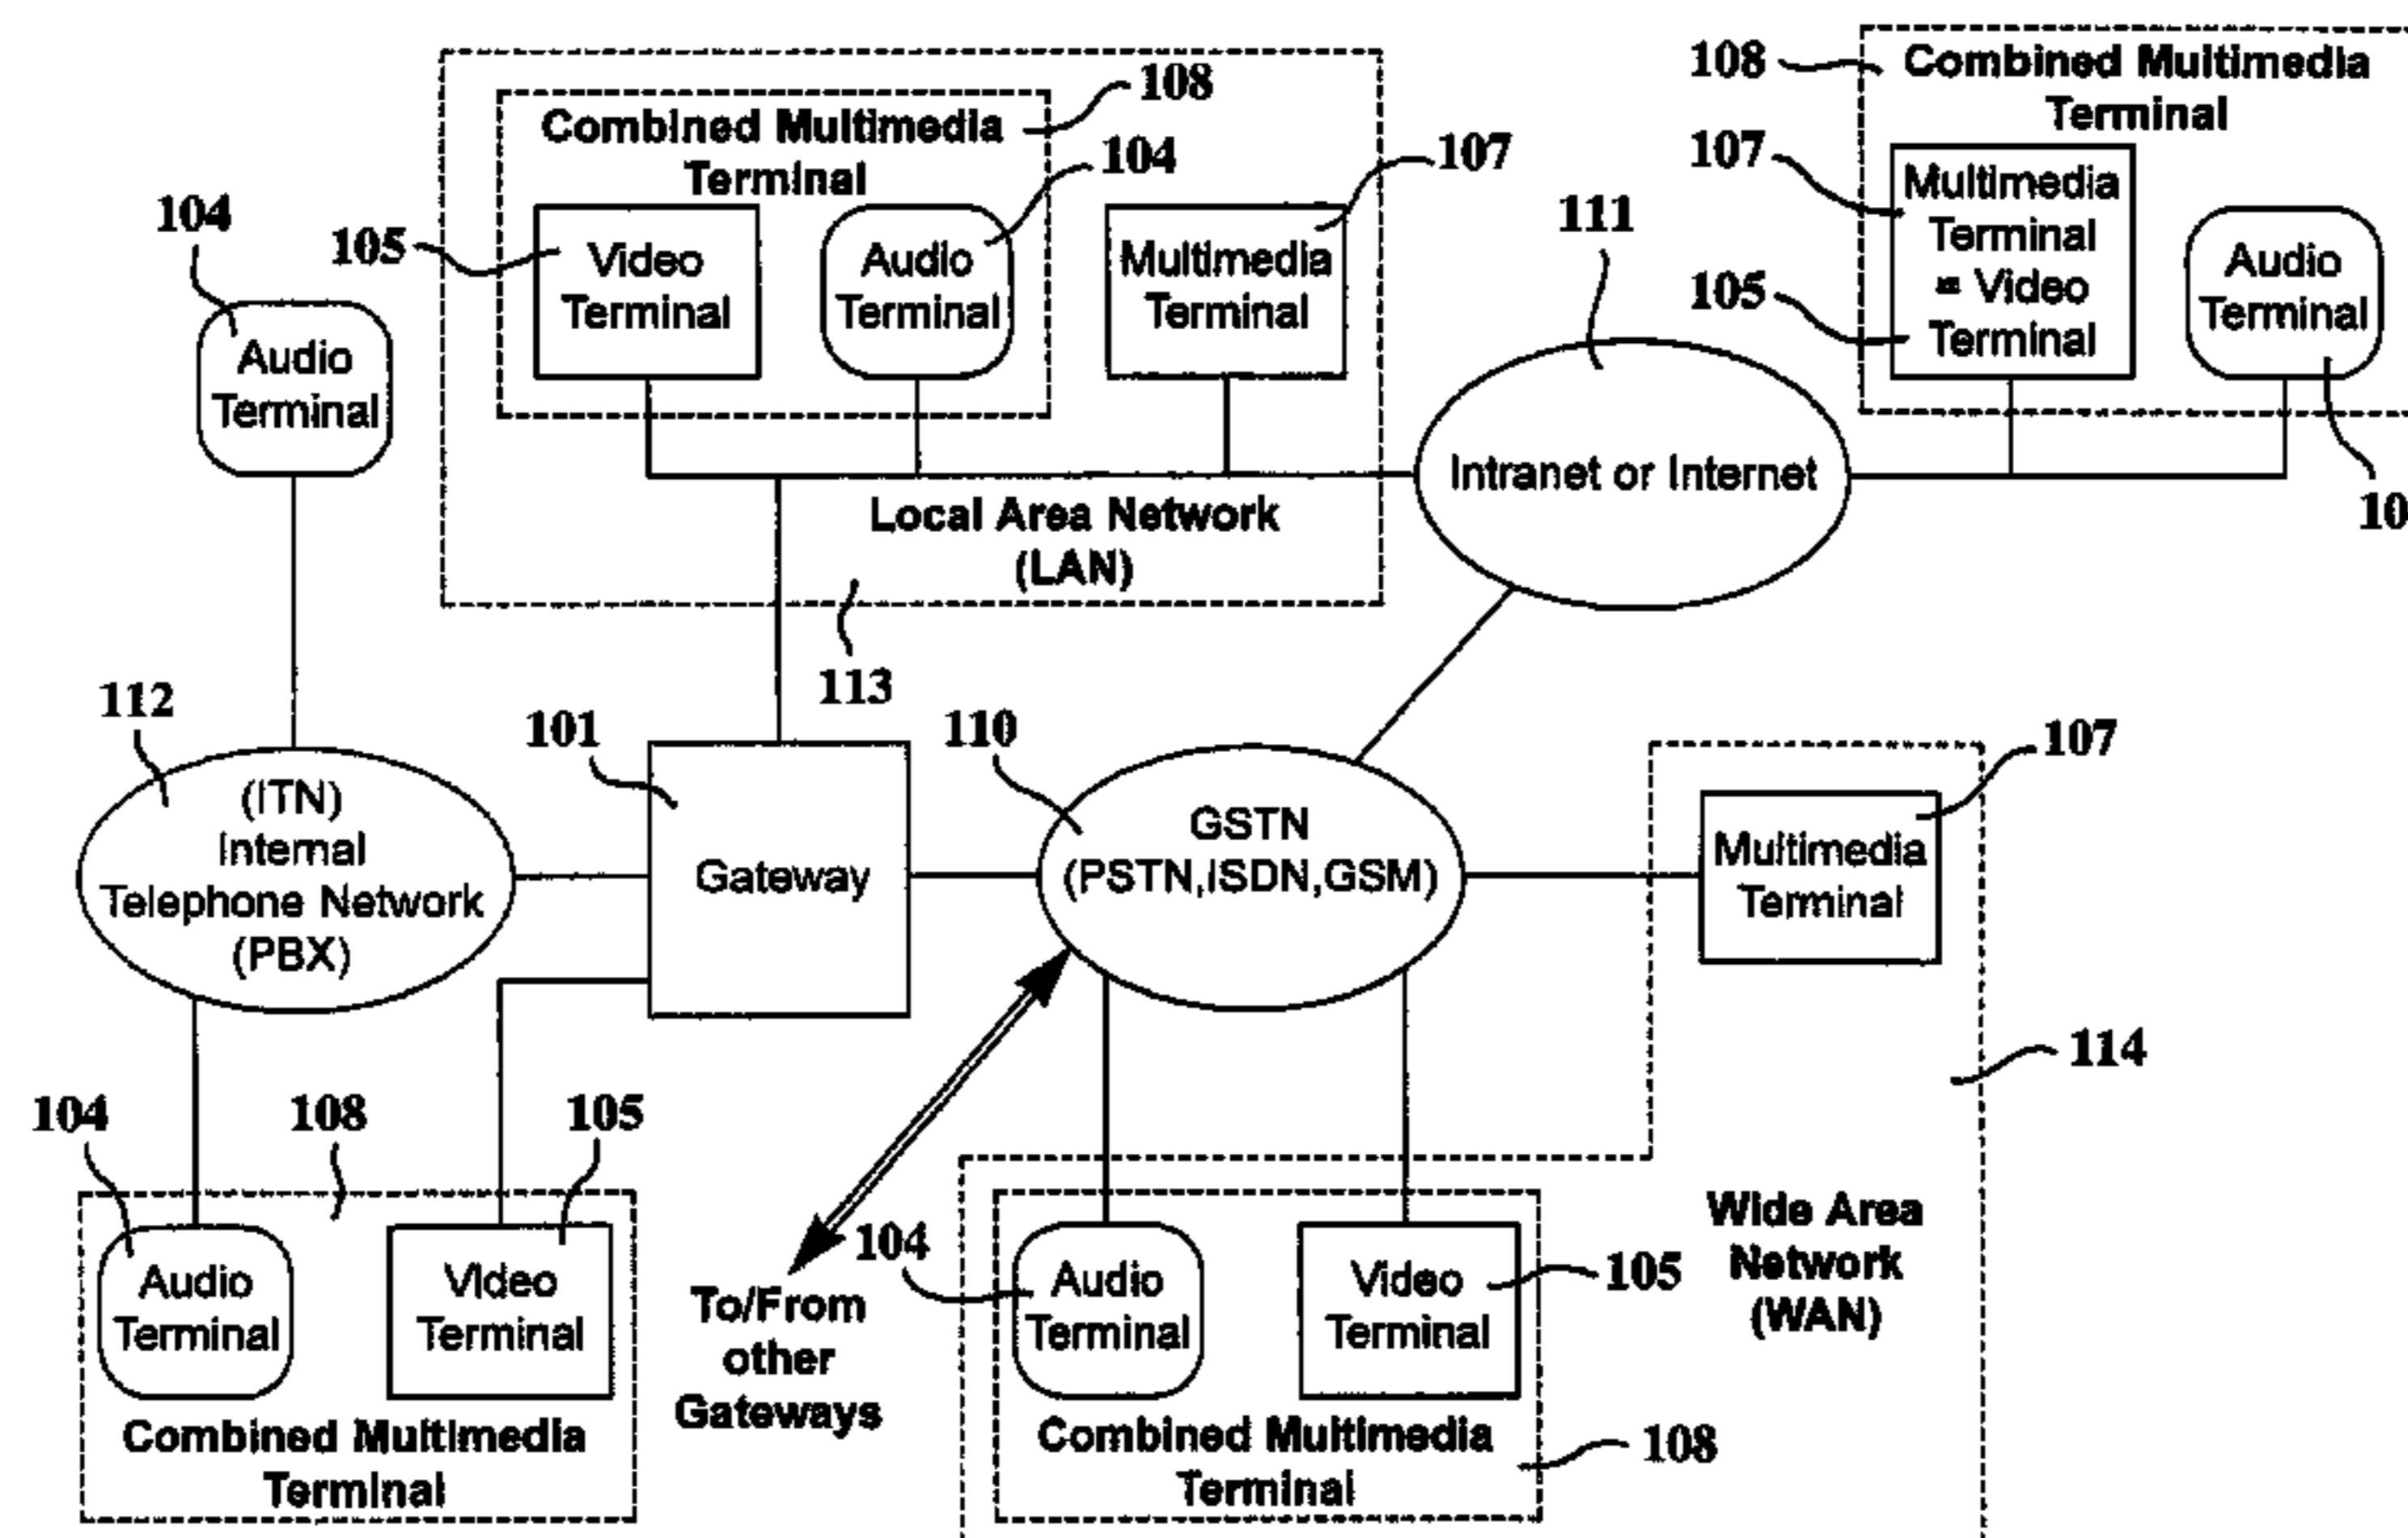 108
Combined Multimedia
Terminal
107
Multimedia
Terminal
= Video
Terminal
105
Audio
Terminal
10
108
Combined Multimedia
Terminal
104
107
105
Video
Terminal
Audio
Terminal
Multimedia
Terminal
Local Area Network
(LAN)
113
104
Audio
Terminal
111
Intranet or Internet
112
(ITN)
Internal
Telephone Network
(PBX)
101
Gateway
110
GSTN
(PSTN,ISDN,GSM)
107
Multimedia
Terminal
114
Wide Area
Network
(WAN)
104
108
105
Audio
Terminal
Video
Terminal
Combined Multimedia
Terminal
To/From
other
Gateways
104
Audio
Terminal
Video
Terminal
105
Combined Multimedia
Terminal
108